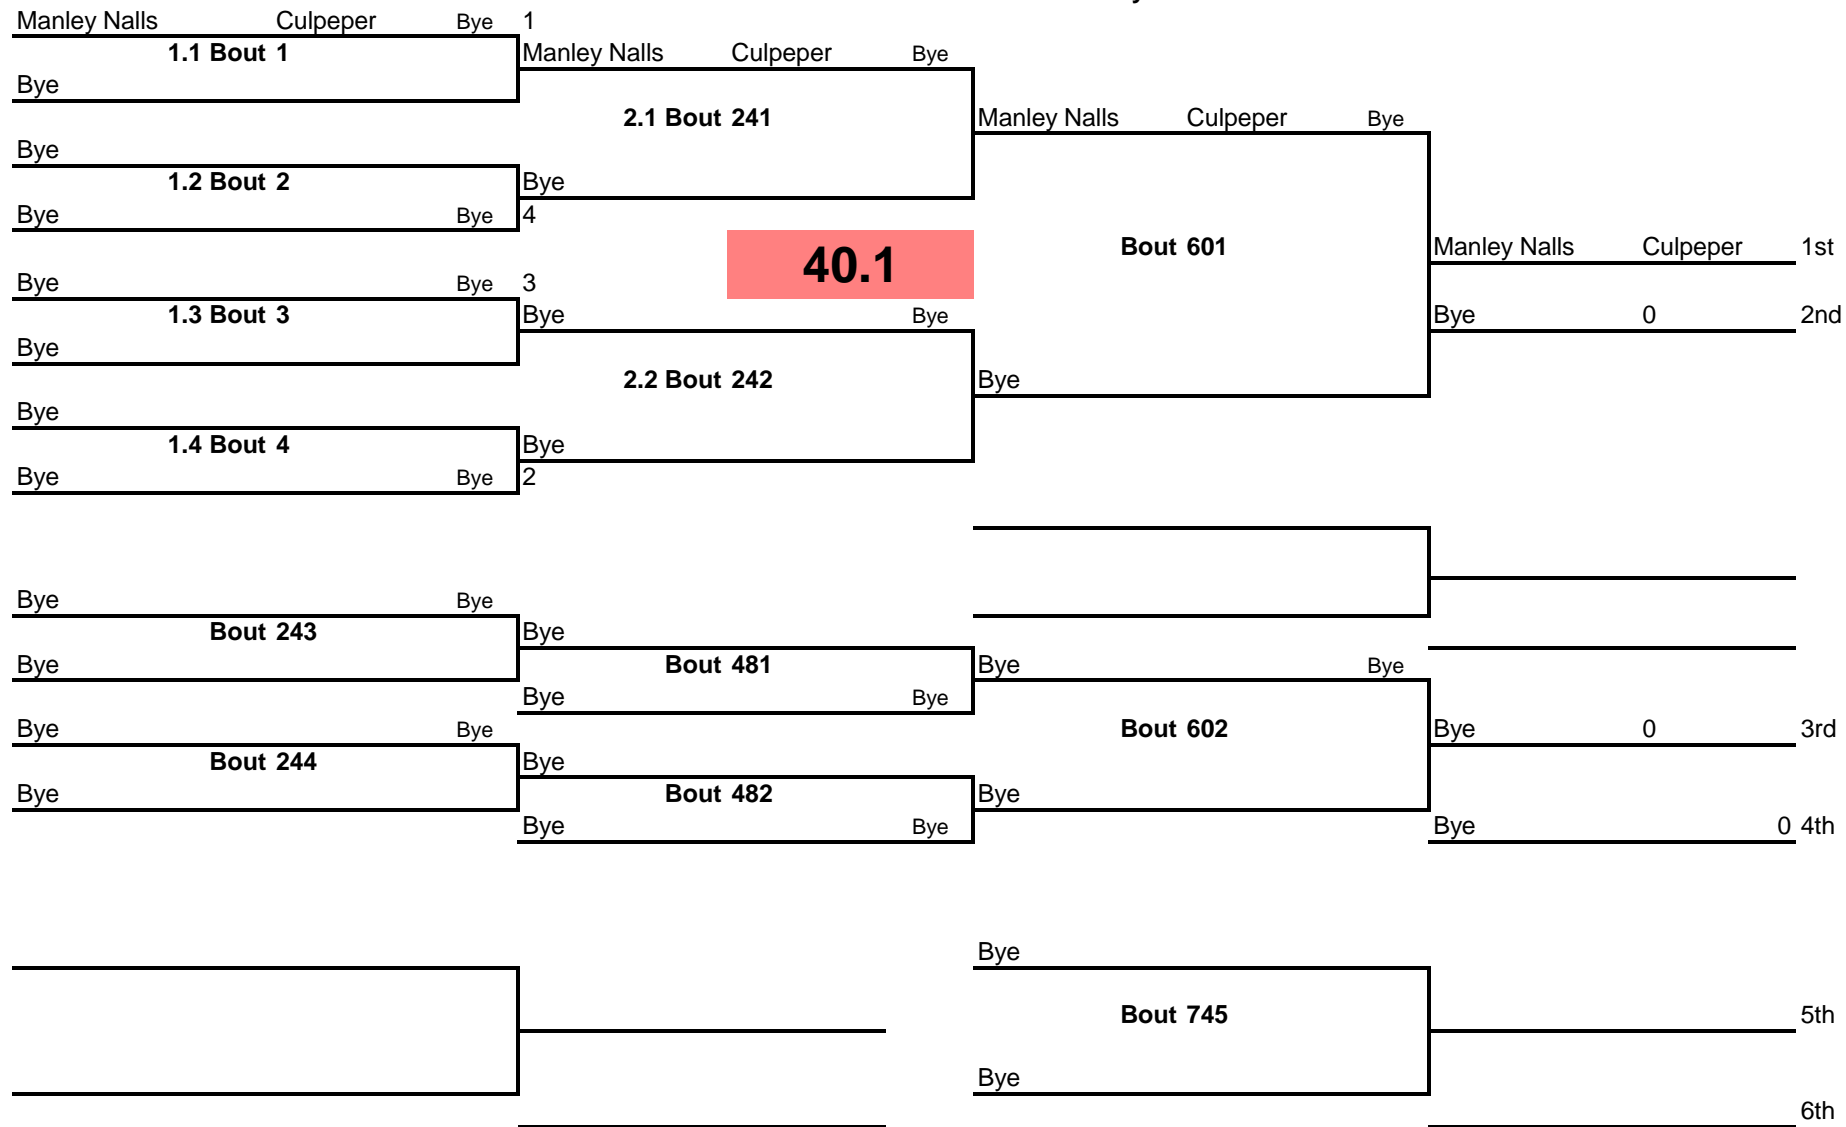 Manley Nalls Culpeper Bye 1
1.1 Bout 1 Manley Nalls Culpeper Bye
Bye
2.1 Bout 241 Manley Nalls Culpeper Bye
Bye
1.2 Bout 2 Bye
Bye Bye 4
40.1 Bout 601 Manley Nalls Culpeper 1st
Bye Bye 3
1.3 Bout 3 Bye Bye Bye 0 2nd
Bye
2.2 Bout 242 Bye
Bye
1.4 Bout 4 Bye
Bye Bye 2
Bye Bye
Bout 243 Bye
Bye Bout 481 Bye Bye
Bye Bye
Bye Bye Bout 602 Bye 0 3rd
Bout 244 Bye
Bye Bout 482 Bye
Bye Bye Bye 0 4th
Bye
Bout 745 5th
Bye
6th